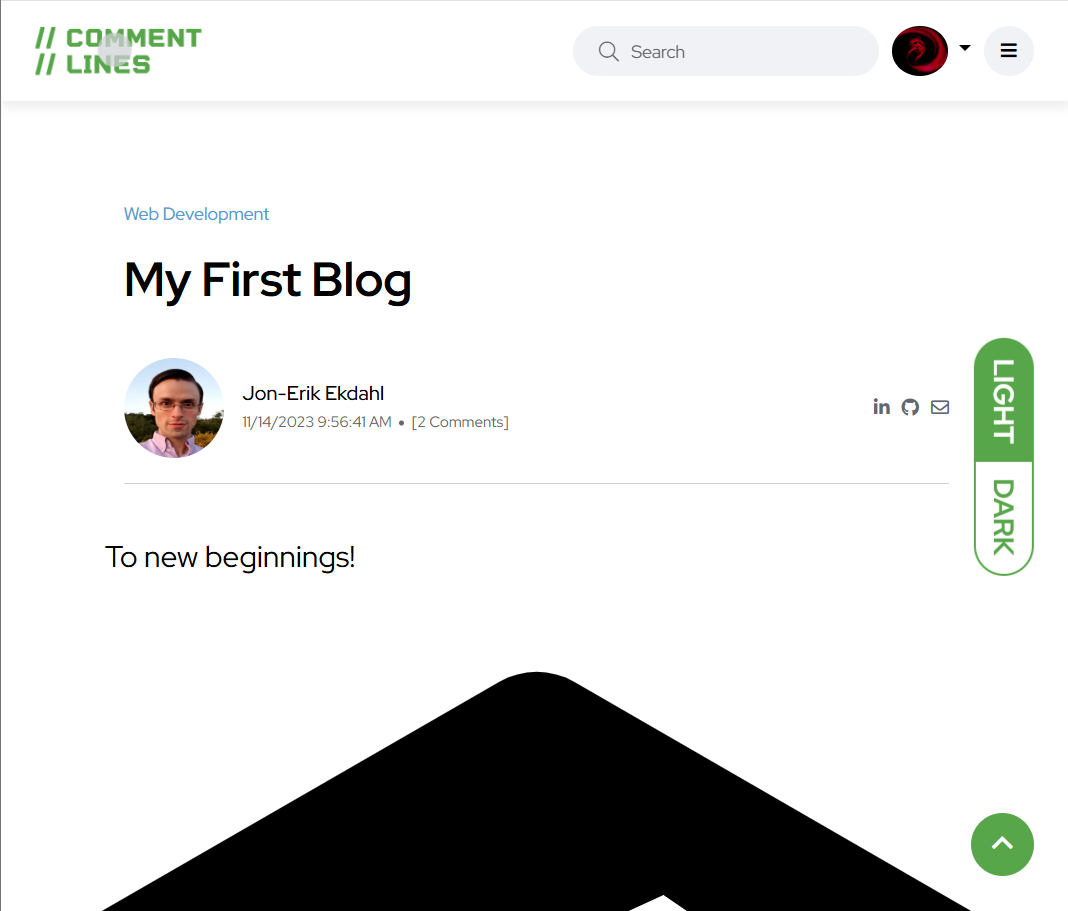 // COMMENT
// LINES
Search
Web Development
My First Blog
Jon-Erik Ekdahl
11/14/2023 9:56:41 AM • [2 Comments]
in
LIGHT
DARK
To new beginnings!